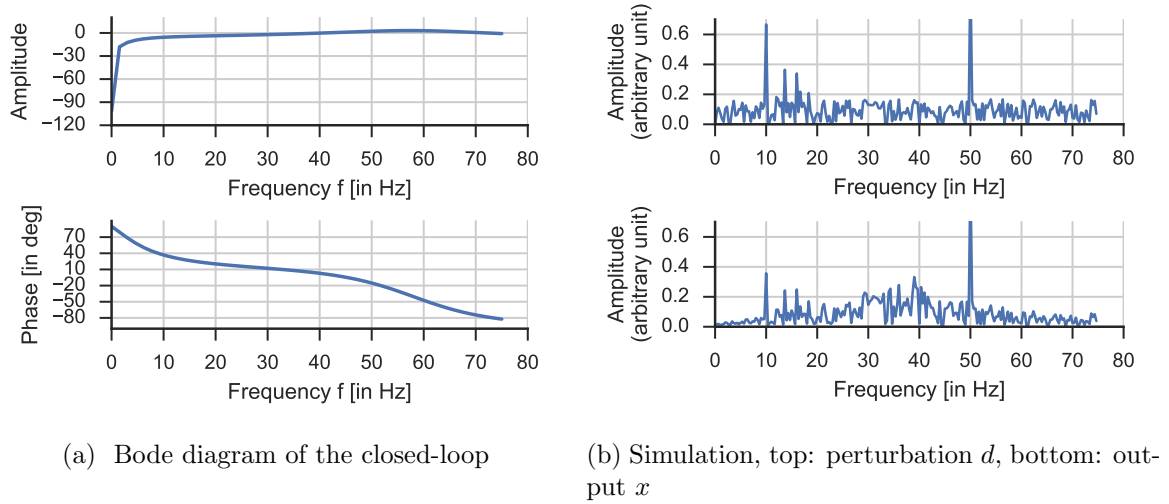 Amplitude
0
−30
−60
−90
−120
0 10 20 30 40 50 60 70 80
Frequency f [in Hz]
Phase [in deg]
70
40
10
−20
−50
−80
0 10 20 30 40 50 60 70 80
Frequency f [in Hz]
(a) Bode diagram of the closed-loop
Amplitude
(arbitrary unit)
0.6
0.4
0.2
0.0
0 10 20 30 40 50 60 70 80
Frequency [in Hz]
Amplitude
(arbitrary unit)
0.6
0.4
0.2
0.0
0 10 20 30 40 50 60 70 80
Frequency [in Hz]
(b) Simulation, top: perturbation d, bottom: out-
put x